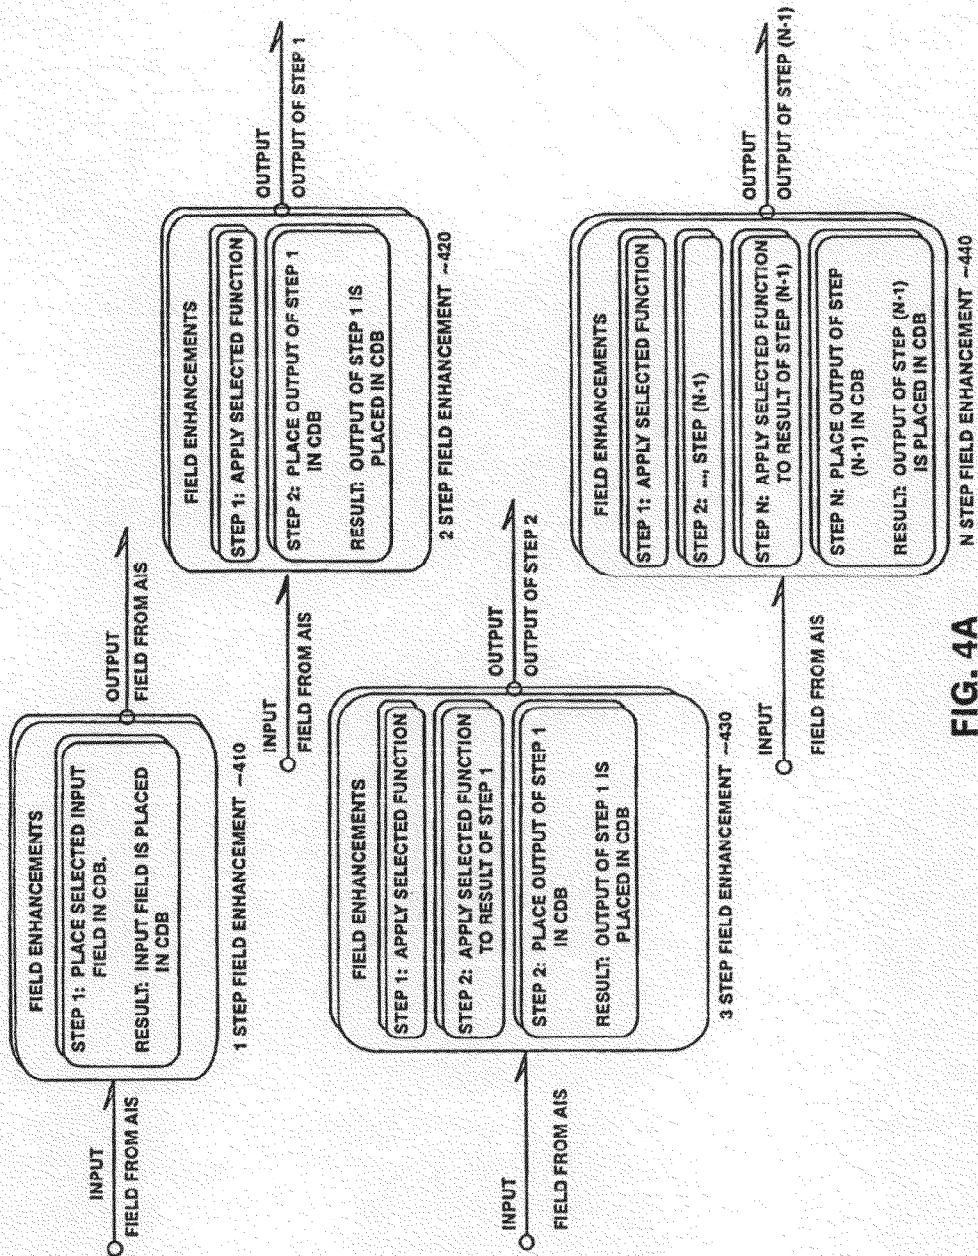 INPUT
FIELD FROM AIS
FIELD ENHANCEMENTS
STEP 1: PLACE SELECTED INPUT
FIELD IN CDB.
RESULT: INPUT FIELD IS PLACED
IN CDB
OUTPUT
FIELD FROM AIS
1 STEP FIELD ENHANCEMENT ~410
INPUT
FIELD FROM AIS
FIELD ENHANCEMENTS
STEP 1: APPLY SELECTED FUNCTION
STEP 2: PLACE OUTPUT OF STEP 1
IN CDB
RESULT: OUTPUT OF STEP 1 IS
PLACED IN CDB
OUTPUT
OUTPUT OF STEP 1
2 STEP FIELD ENHANCEMENT ~420
INPUT
FIELD FROM AIS
FIELD ENHANCEMENTS
STEP 1: APPLY SELECTED FUNCTION
STEP 2: APPLY SELECTED FUNCTION
TO RESULT OF STEP 1
STEP 2: PLACE OUTPUT OF STEP 1
IN CDB
RESULT: OUTPUT OF STEP 1 IS
PLACED IN CDB
OUTPUT
OUTPUT OF STEP 2
3 STEP FIELD ENHANCEMENT ~430
INPUT
FIELD FROM AIS
FIELD ENHANCEMENTS
STEP 1: APPLY SELECTED FUNCTION
STEP 2: ..., STEP (N-1)
STEP N: APPLY SELECTED FUNCTION
TO RESULT OF STEP (N-1)
STEP N: PLACE OUTPUT OF STEP
(N-1) IN CDB
RESULT: OUTPUT OF STEP (N-1)
IS PLACED IN CDB
OUTPUT
OUTPUT OF STEP (N-1)
N STEP FIELD ENHANCEMENT ~440
FIG. 4A